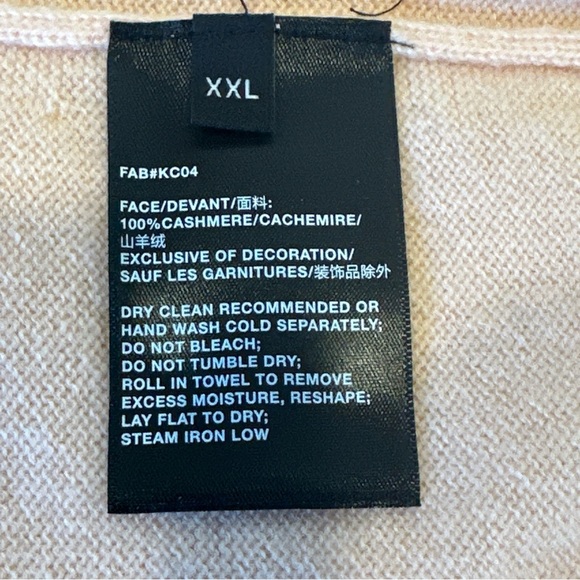 XXL
FAB#KC04
FACE/DEVANT/面料:
100%CASHMERE/CACHEMIRE/
山羊绒
EXCLUSIVE OF DECORATION/
SAUF LES GARNITURES/装饰品除外
DRY CLEAN RECOMMENDED OR
HAND WASH COLD SEPARATELY;
DO NOT BLEACH;
DO NOT TUMBLE DRY;
ROLL IN TOWEL TO REMOVE
EXCESS MOISTURE, RESHAPE;
LAY FLAT TO DRY;
STEAM IRON LOW